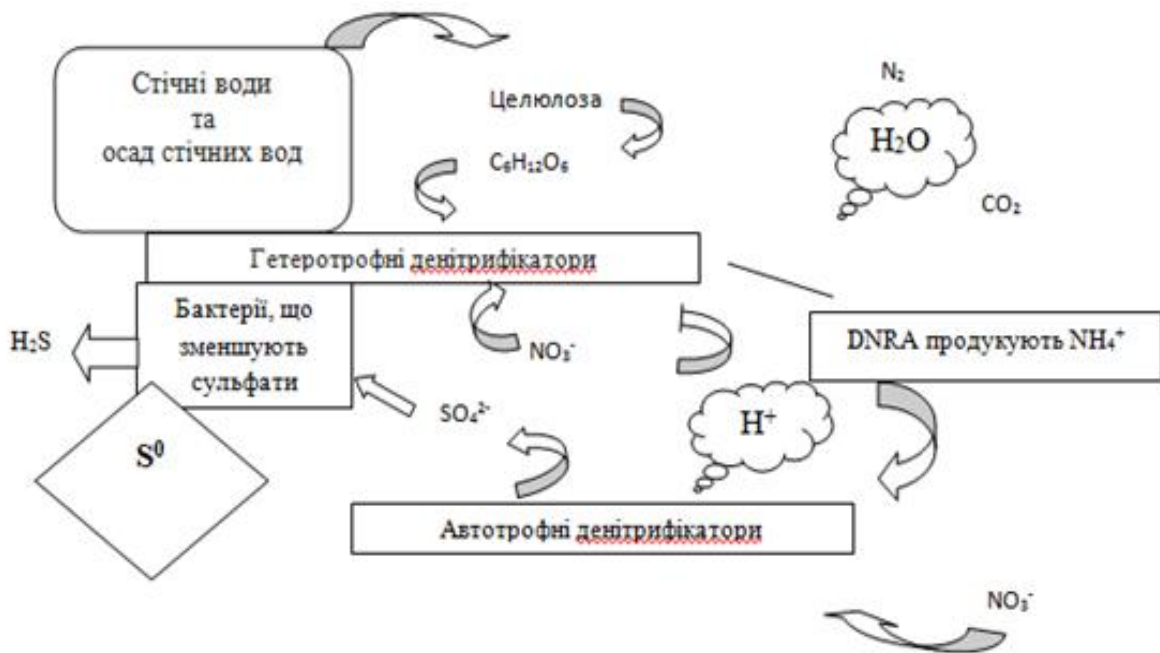 Стічні води
та
осад стічних вод
Целюлоза
C₆H₁₂O₆
N₂
H₂O
CO₂
Гетеротрофні денітрифікатори
Бактерії, що
зменшують
сульфати
H₂S
NO₃⁻
DNRA продукують NH₄⁺
SO₄²⁻
H⁺
S⁰
Автотрофні денітрифікатори
NO₃⁻